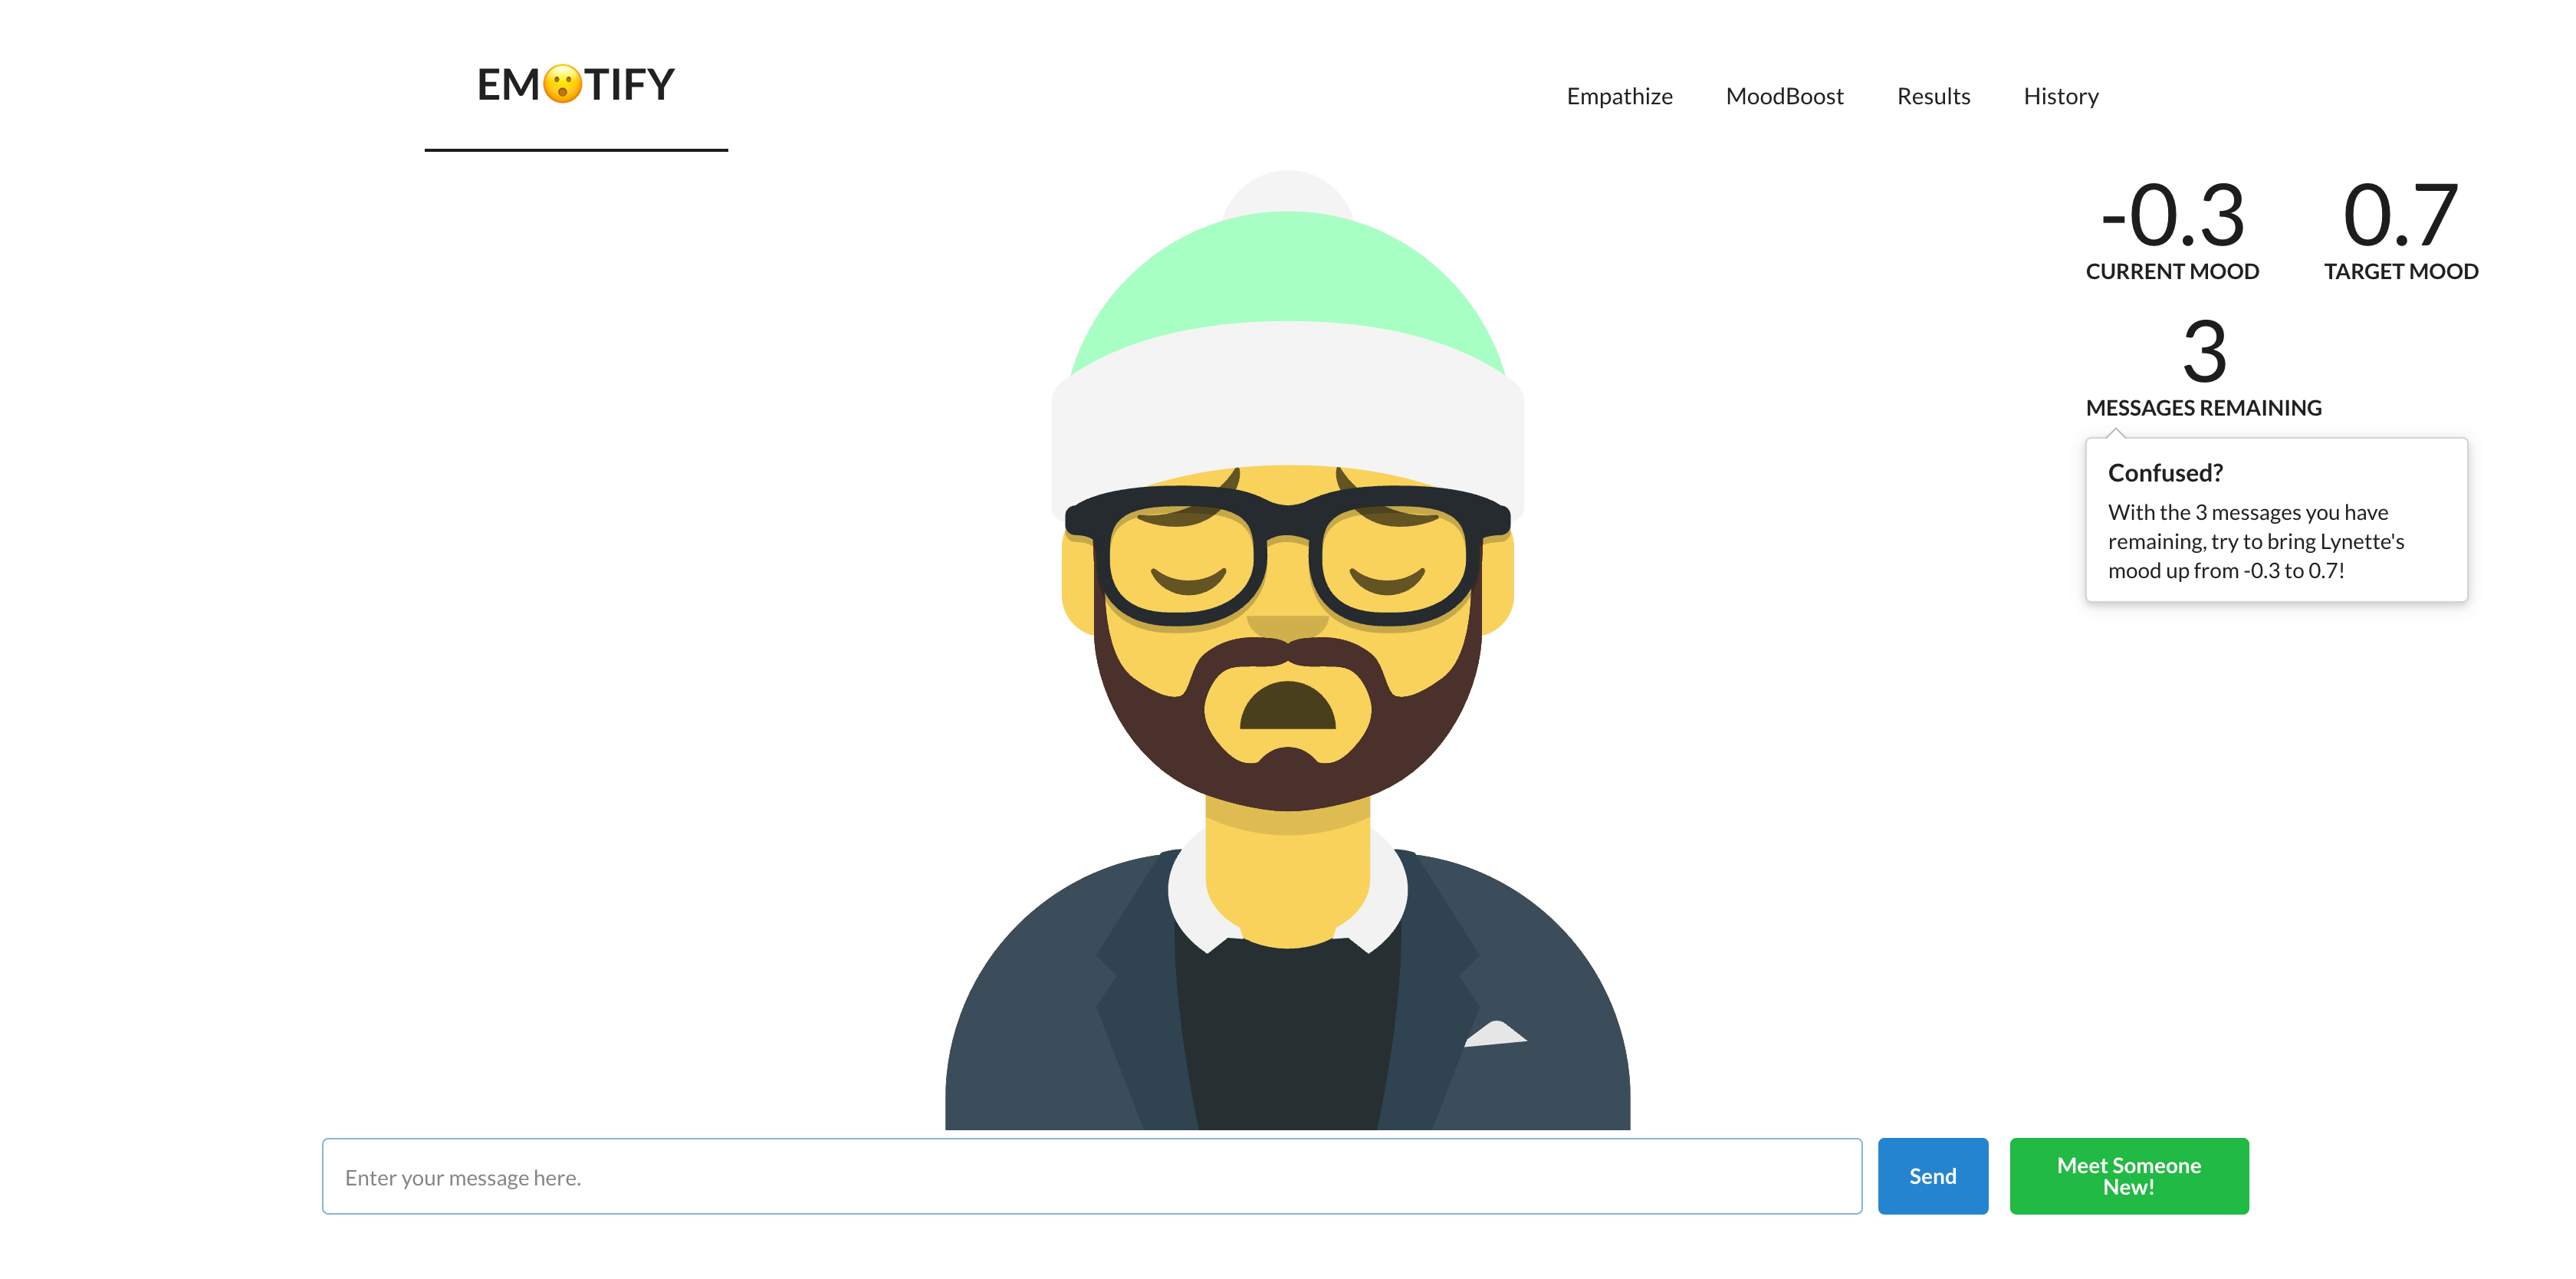 EM😮TIFY
Empathize MoodBoost Results History
-0.3 0.7
CURRENT MOOD TARGET MOOD
3
MESSAGES REMAINING
Confused?
With the 3 messages you have
remaining, try to bring Lynette's
mood up from -0.3 to 0.7!
Enter your message here.
Send
Meet Someone
New!